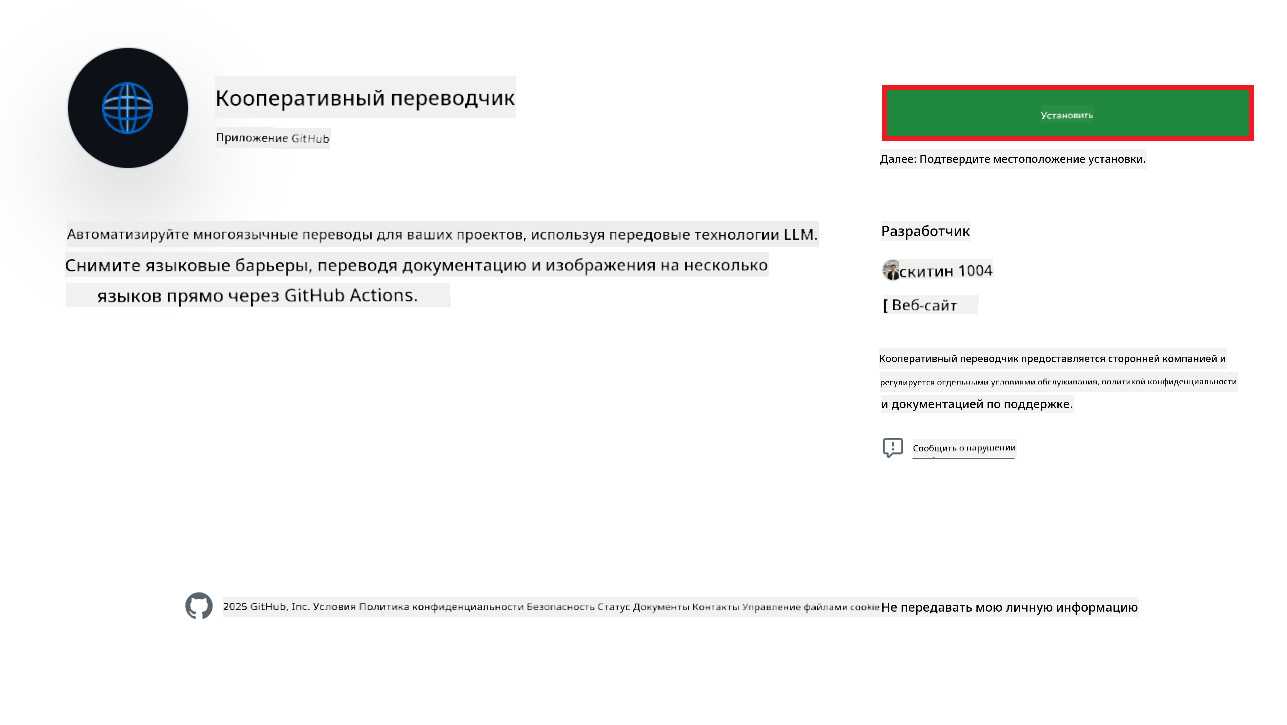 Кооперативный переводчик
Приложение GitHub
Установить
Далее: Подтвердите местоположение установки.
Автоматизируйте многоязычные переводы для ваших проектов, используя передовые технологии LLM.
Снимите языковые барьеры, переводя документацию и изображения на несколько
языков прямо через GitHub Actions.
Разработчик
скитин 1004
[ Веб-сайт
Кооперативный переводчик предоставляется сторонней компанией и
регулируется отдельными условиями обслуживания, политикой конфиденциальности
и документацией по поддержке.
Сообщить о нарушении
2025 GitHub, Inc. Условия Политика конфиденциальности Безопасность Статус Документы Контакты Управление файлами cookie Не передавать мою личную информацию